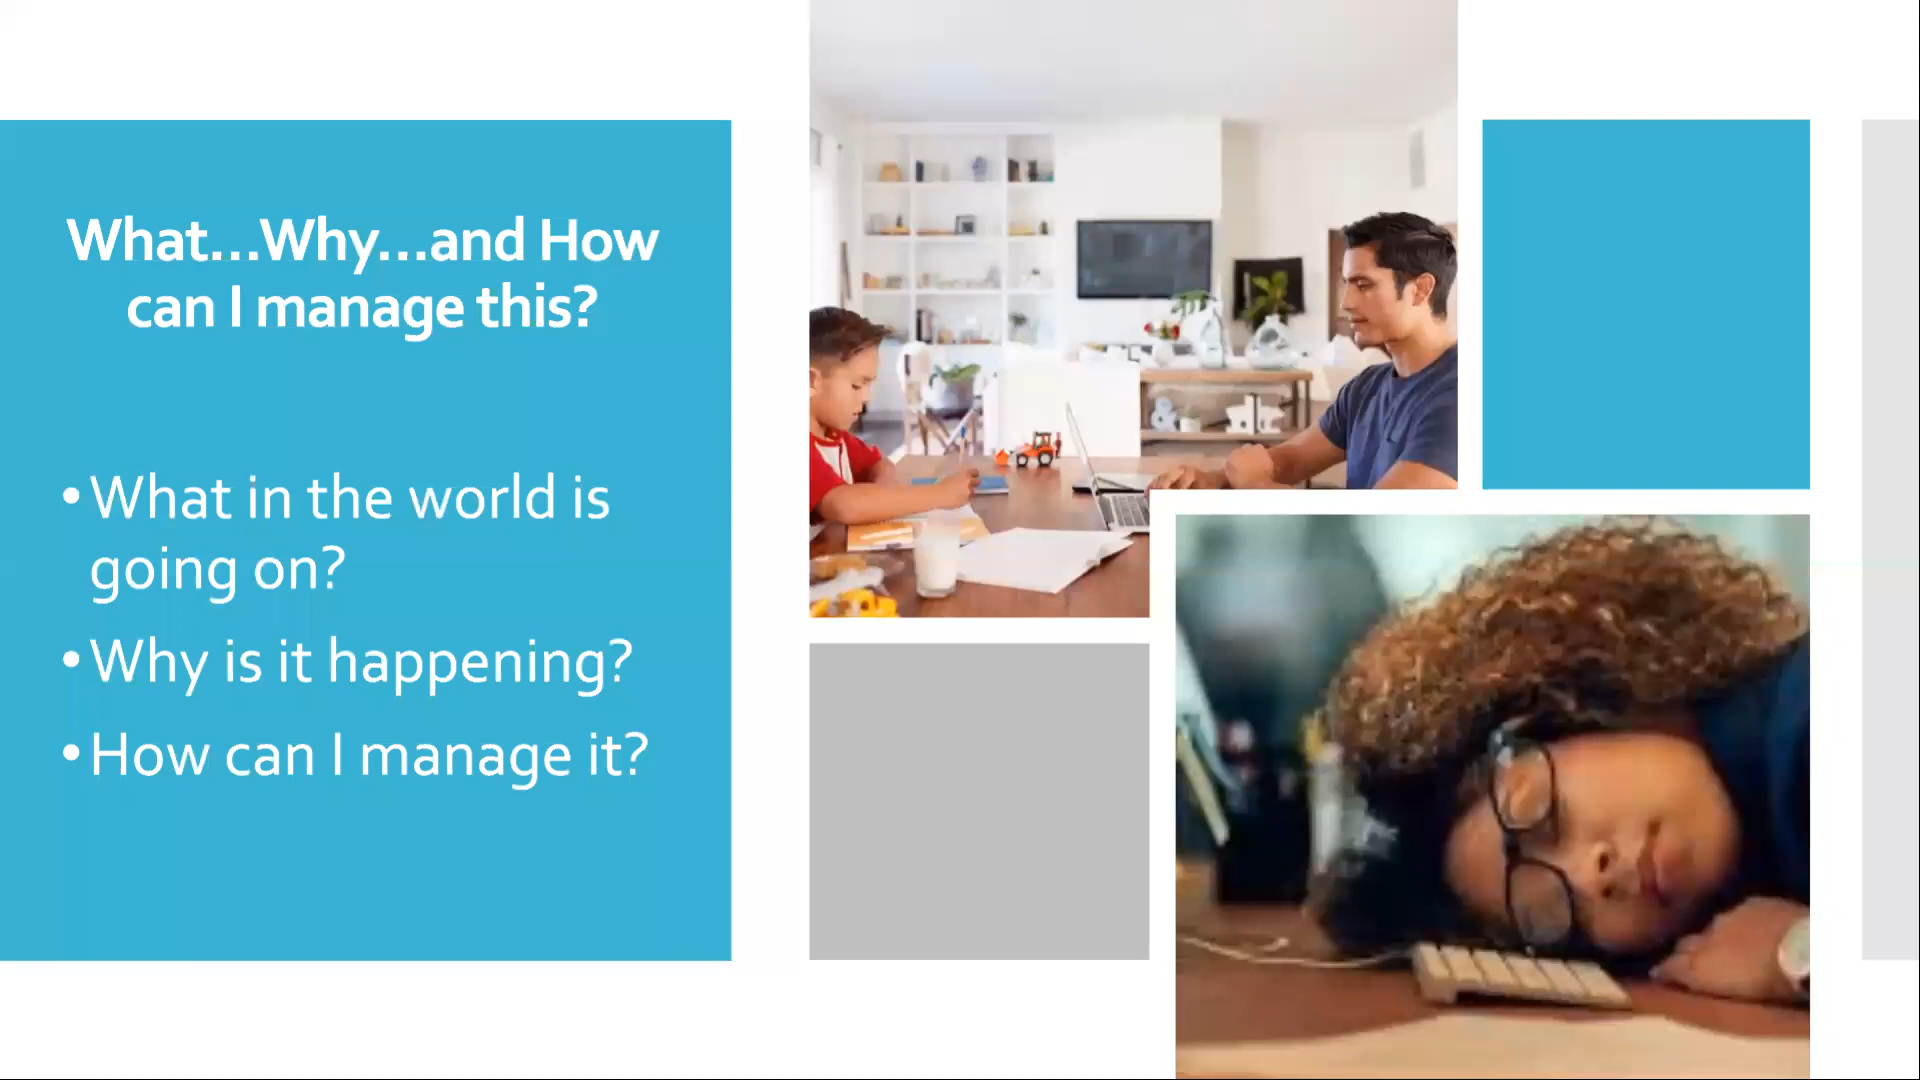 What...Why...and How
can I manage this?
• What in the world is
going on?
• Why is it happening?
• How can I manage it?